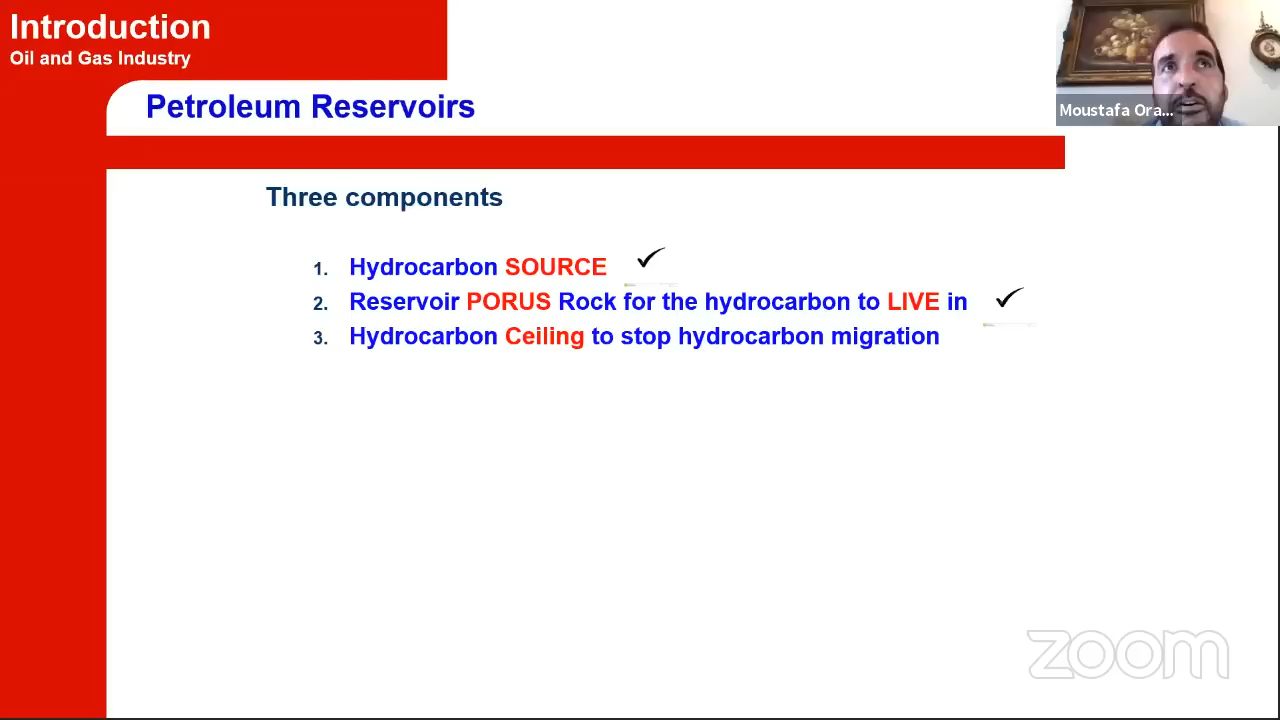 Introduction
Oil and Gas Industry
Petroleum Reservoirs
Moustafa Ora...
Three components
1. Hydrocarbon SOURCE
2. Reservoir PORUS Rock for the hydrocarbon to LIVE in
3. Hydrocarbon Ceiling to stop hydrocarbon migration
zoom